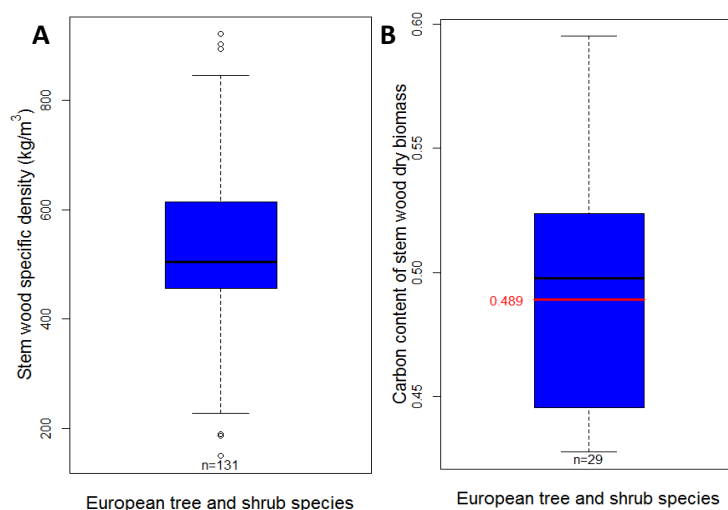 A
Stem wood specific density (kg/m³)
800
600
400
200
n=131
European tree and shrub species
B
Carbon content of stem wood dry biomass
0.60
0.55
0.50
0.45
0.489
n=29
European tree and shrub species